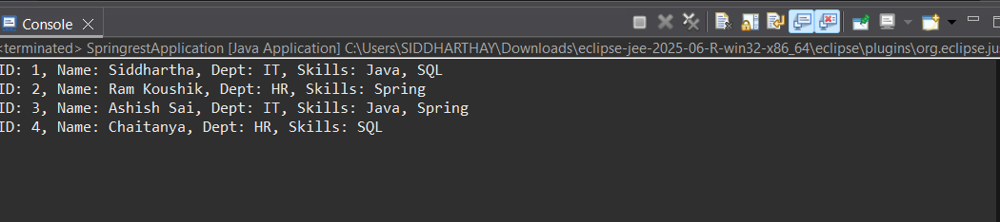 Console
<terminated> SpringrestApplication [Java Application] C:\Users\SIDDHARTHAY\Downloads\eclipse-jee-2025-06-R-win32-x86_64\eclipse\plugins\org.eclipse.ju
ID: 1, Name: Siddhartha, Dept: IT, Skills: Java, SQL
ID: 2, Name: Ram Koushik, Dept: HR, Skills: Spring
ID: 3, Name: Ashish Sai, Dept: IT, Skills: Java, Spring
ID: 4, Name: Chaitanya, Dept: HR, Skills: SQL